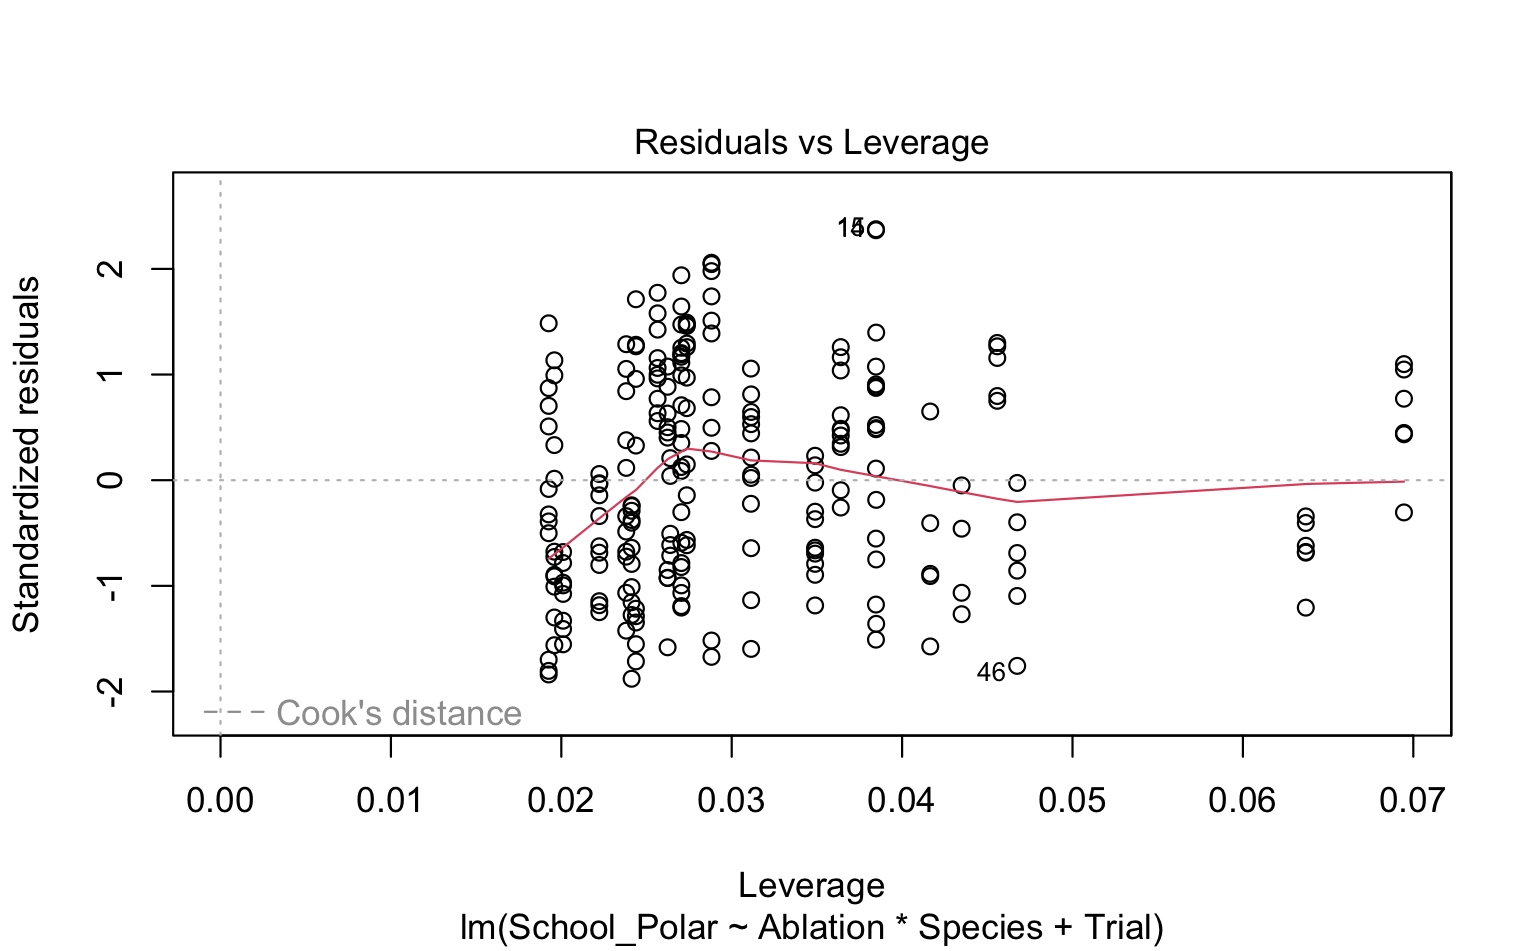 Residuals vs Leverage
Standardized residuals
2
1
0
-1
-2
46
Cook's distance
0.00 0.01 0.02 0.03 0.04 0.05 0.06 0.07
Leverage
lm(School_Polar ~ Ablation * Species + Trial)